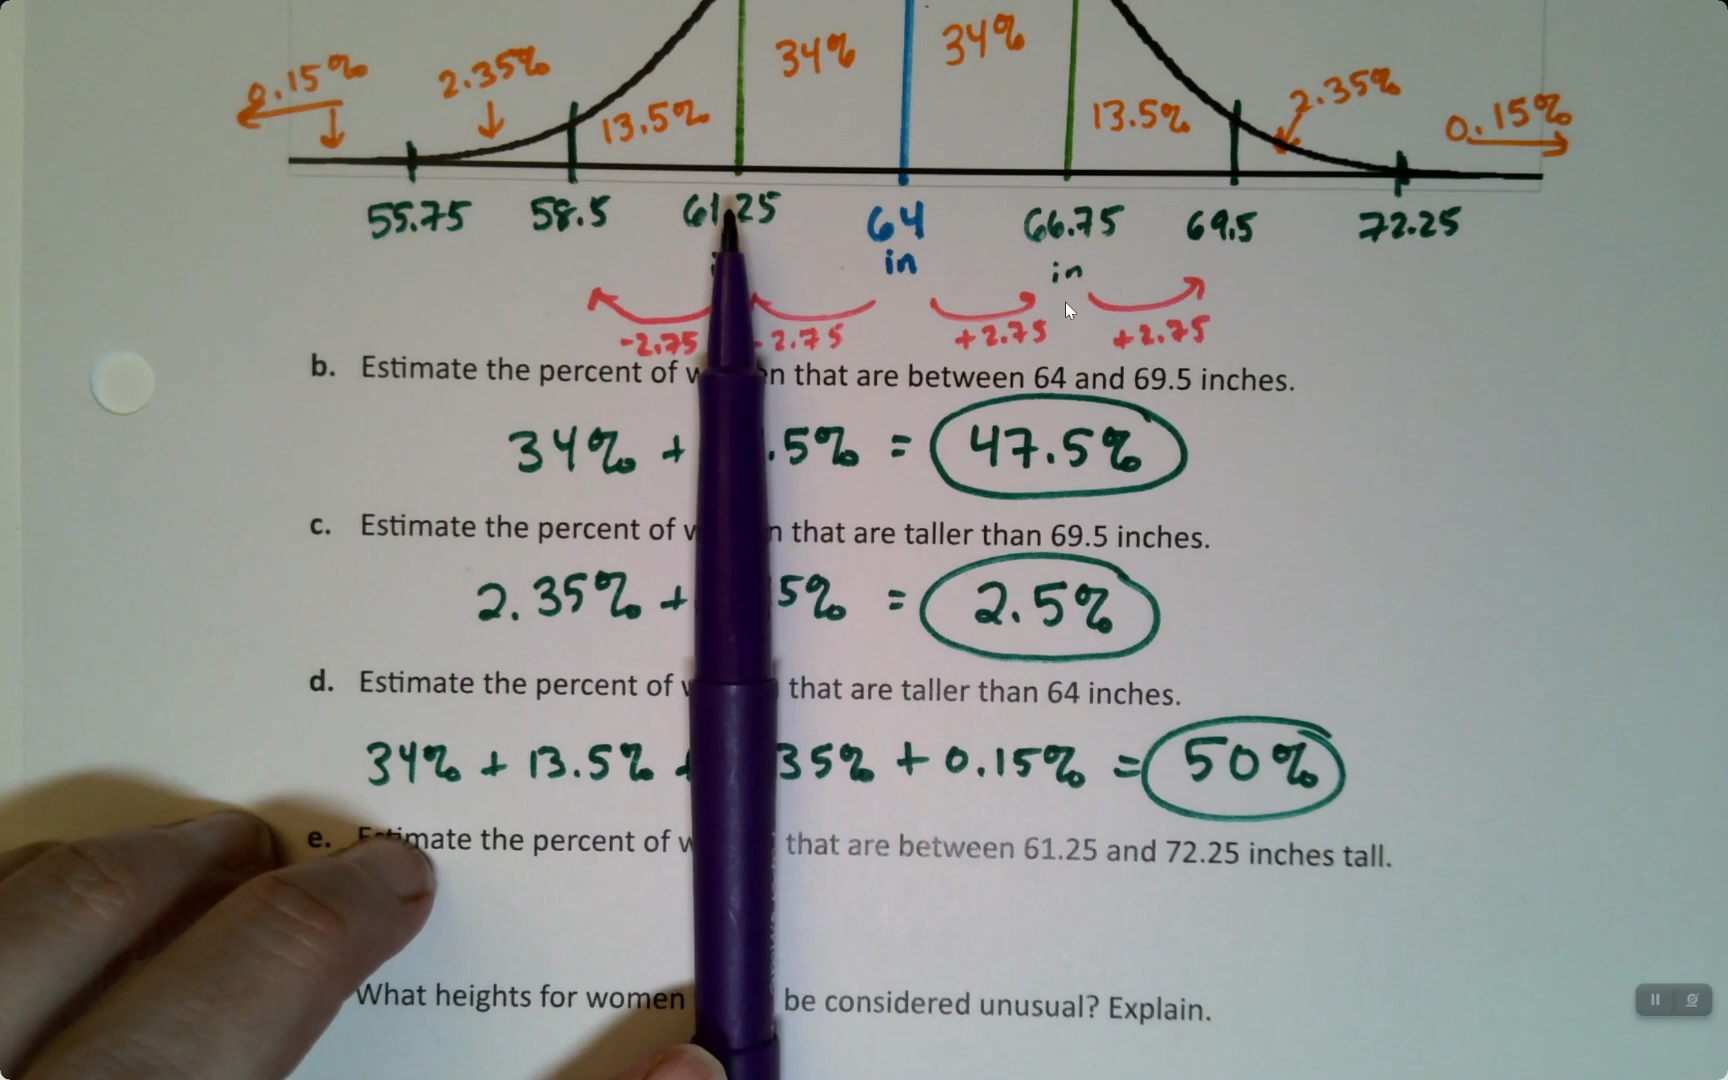 34% 34%
0.15% 2.35% 13.5% 13.5% 2.35% 0.15%
55.75 58.5 61.25 64 66.75 69.5 72.25
in in
-2.75 2.75 +2.75 +2.75
b. Estimate the percent of that are between 64 and 69.5 inches.
34% + .5% = 47.5%
c. Estimate the percent of that are taller than 69.5 inches.
2.35% + 5% = 2.5%
d. Estimate the percent of that are taller than 64 inches.
34% + 13.5% 35% + 0.15% = 50%
e. Estimate the percent of that are between 61.25 and 72.25 inches tall.
What heights for women be considered unusual? Explain.